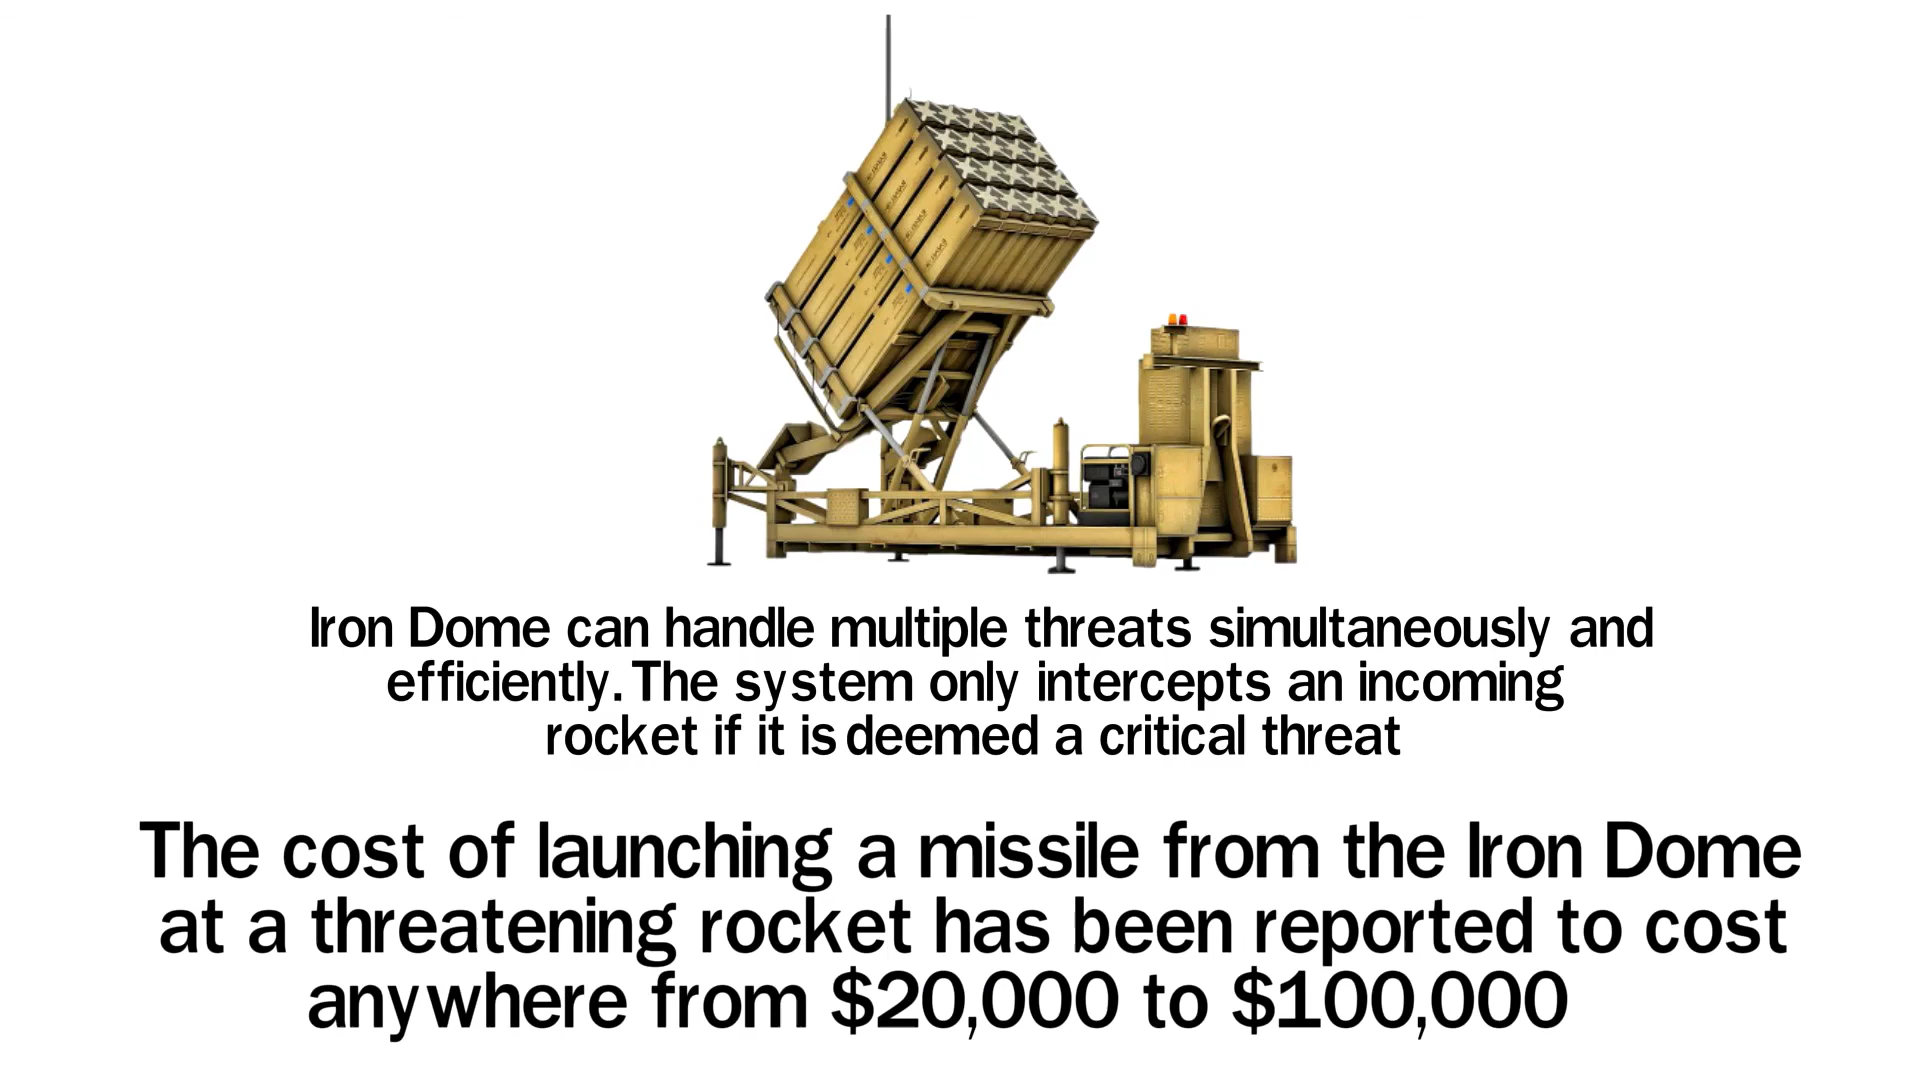 Iron Dome can handle multiple threats simultaneously and
efficiently. The system only intercepts an incoming
rocket if it is deemed a critical threat
The cost of launching a missile from the Iron Dome
at a threatening rocket has been reported to cost
anywhere from $20,000 to $100,000